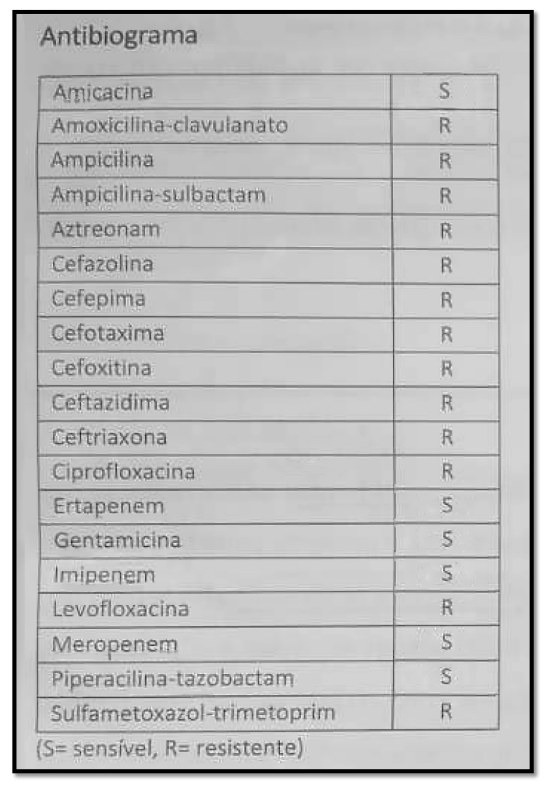 Antibiograma
Amicacina S
Amoxicilina-clavulanato R
Ampicilina R
Ampicilina-sulbactam R
Aztreonam R
Cefazolina R
Cefepima R
Cefotaxima R
Cefoxitina R
Ceftazidima R
Ceftriaxona R
Ciprofloxacina R
Ertapenem S
Gentamicina S
Imipenem S
Levofloxacina R
Meropenem S
Piperacilina-tazobactam S
Sulfametoxazol-trimetoprim R
(S= sensível, R= resistente)